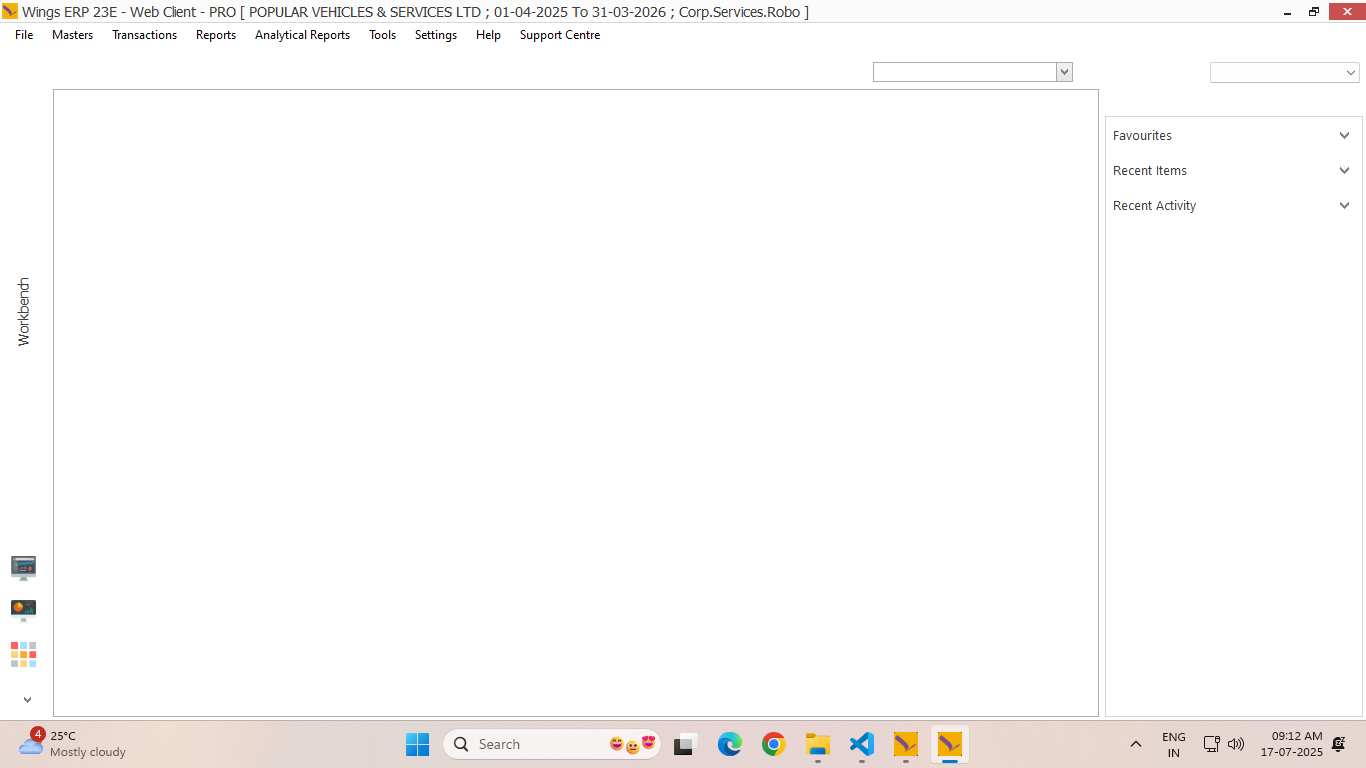 Wings ERP 23E - Web Client - PRO [ POPULAR VEHICLES & SERVICES LTD ; 01-04-2025 To 31-03-2026 ; Corp.Services.Robo ]
File Masters Transactions Reports Analytical Reports Tools Settings Help Support Centre
Favourites
Recent Items
Recent Activity
Workbench
4
25°C
Mostly cloudy
Search
ENG
IN
09:12 AM
17-07-2025